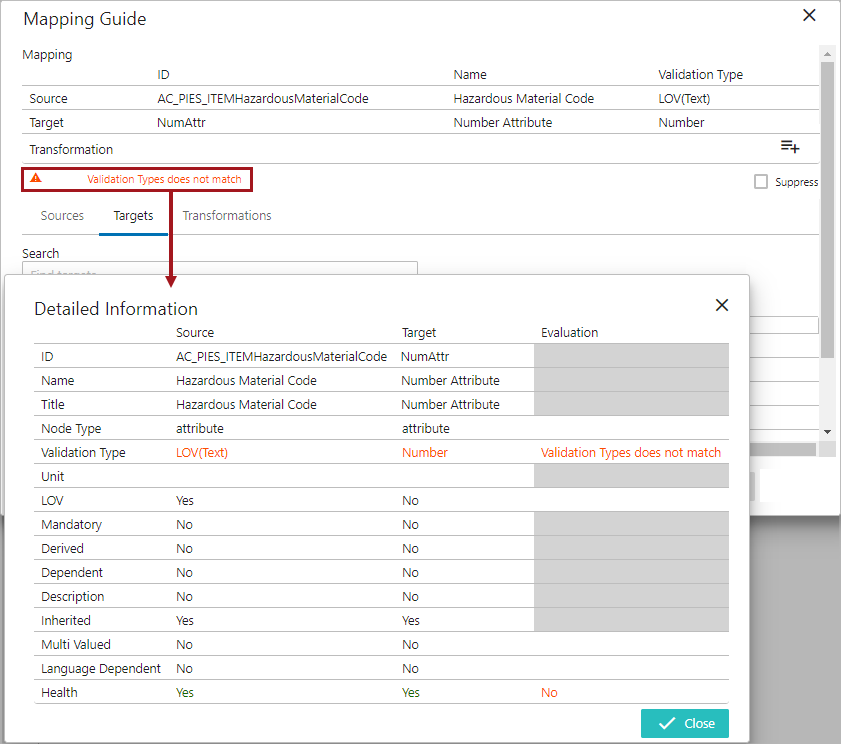 Mapping Guide
Mapping
ID Name Validation Type
Source AC_PIES_ITEMHazardousMaterialCode Hazardous Material Code LOV(Text)
Target NumAttr Number Attribute Number
Transformation
Validation Types does not match
Suppress
Sources Targets Transformations
Search
Find targets
Detailed Information
Source Target Evaluation
ID AC_PIES_ITEMHazardousMaterialCode NumAttr
Name Hazardous Material Code Number Attribute
Title Hazardous Material Code Number Attribute
Node Type attribute attribute
Validation Type LOV(Text) Number Validation Types does not match
Unit
LOV Yes No
Mandatory No No
Derived No No
Dependent No No
Description No No
Inherited Yes Yes
Multi Valued No No
Language Dependent No No
Health Yes Yes No
Close